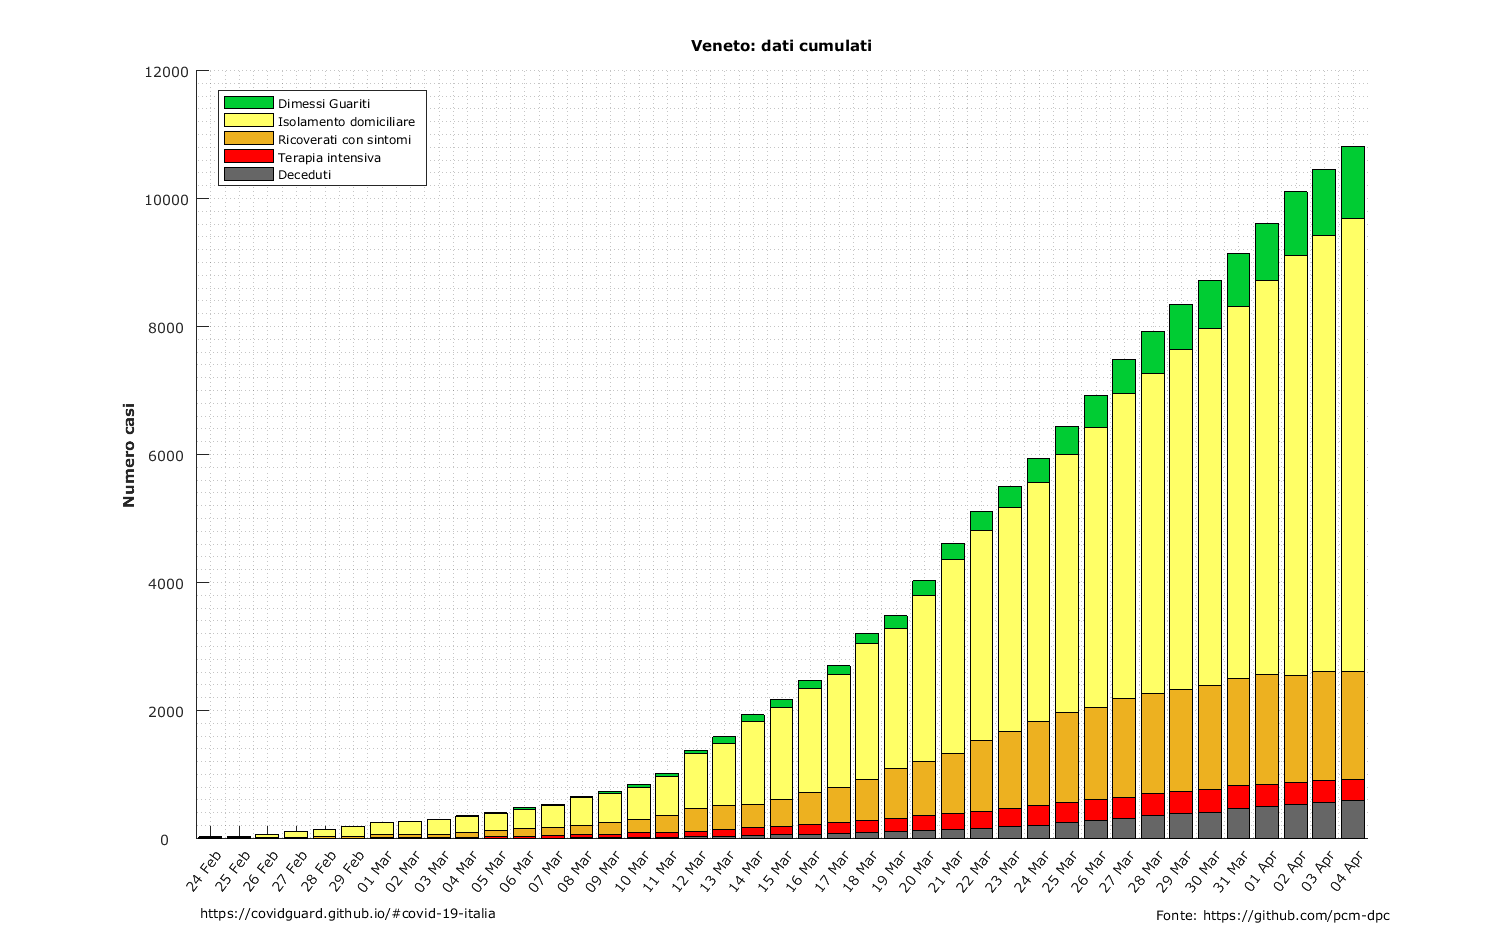 Veneto: dati cumulati
12000
10000
8000
6000
4000
2000
0
Numero casi
Dimessi Guariti
Isolamento domiciliare
Ricoverati con sintomi
Terapia intensiva
Deceduti
24 Feb
25 Feb
26 Feb
27 Feb
28 Feb
29 Feb
01 Mar
02 Mar
03 Mar
04 Mar
05 Mar
06 Mar
07 Mar
08 Mar
09 Mar
10 Mar
11 Mar
12 Mar
13 Mar
14 Mar
15 Mar
16 Mar
17 Mar
18 Mar
19 Mar
20 Mar
21 Mar
22 Mar
23 Mar
24 Mar
25 Mar
26 Mar
27 Mar
28 Mar
29 Mar
30 Mar
31 Mar
01 Apr
02 Apr
03 Apr
04 Apr
https://covidguard.github.io/#covid-19-italia
Fonte: https://github.com/pcm-dpc